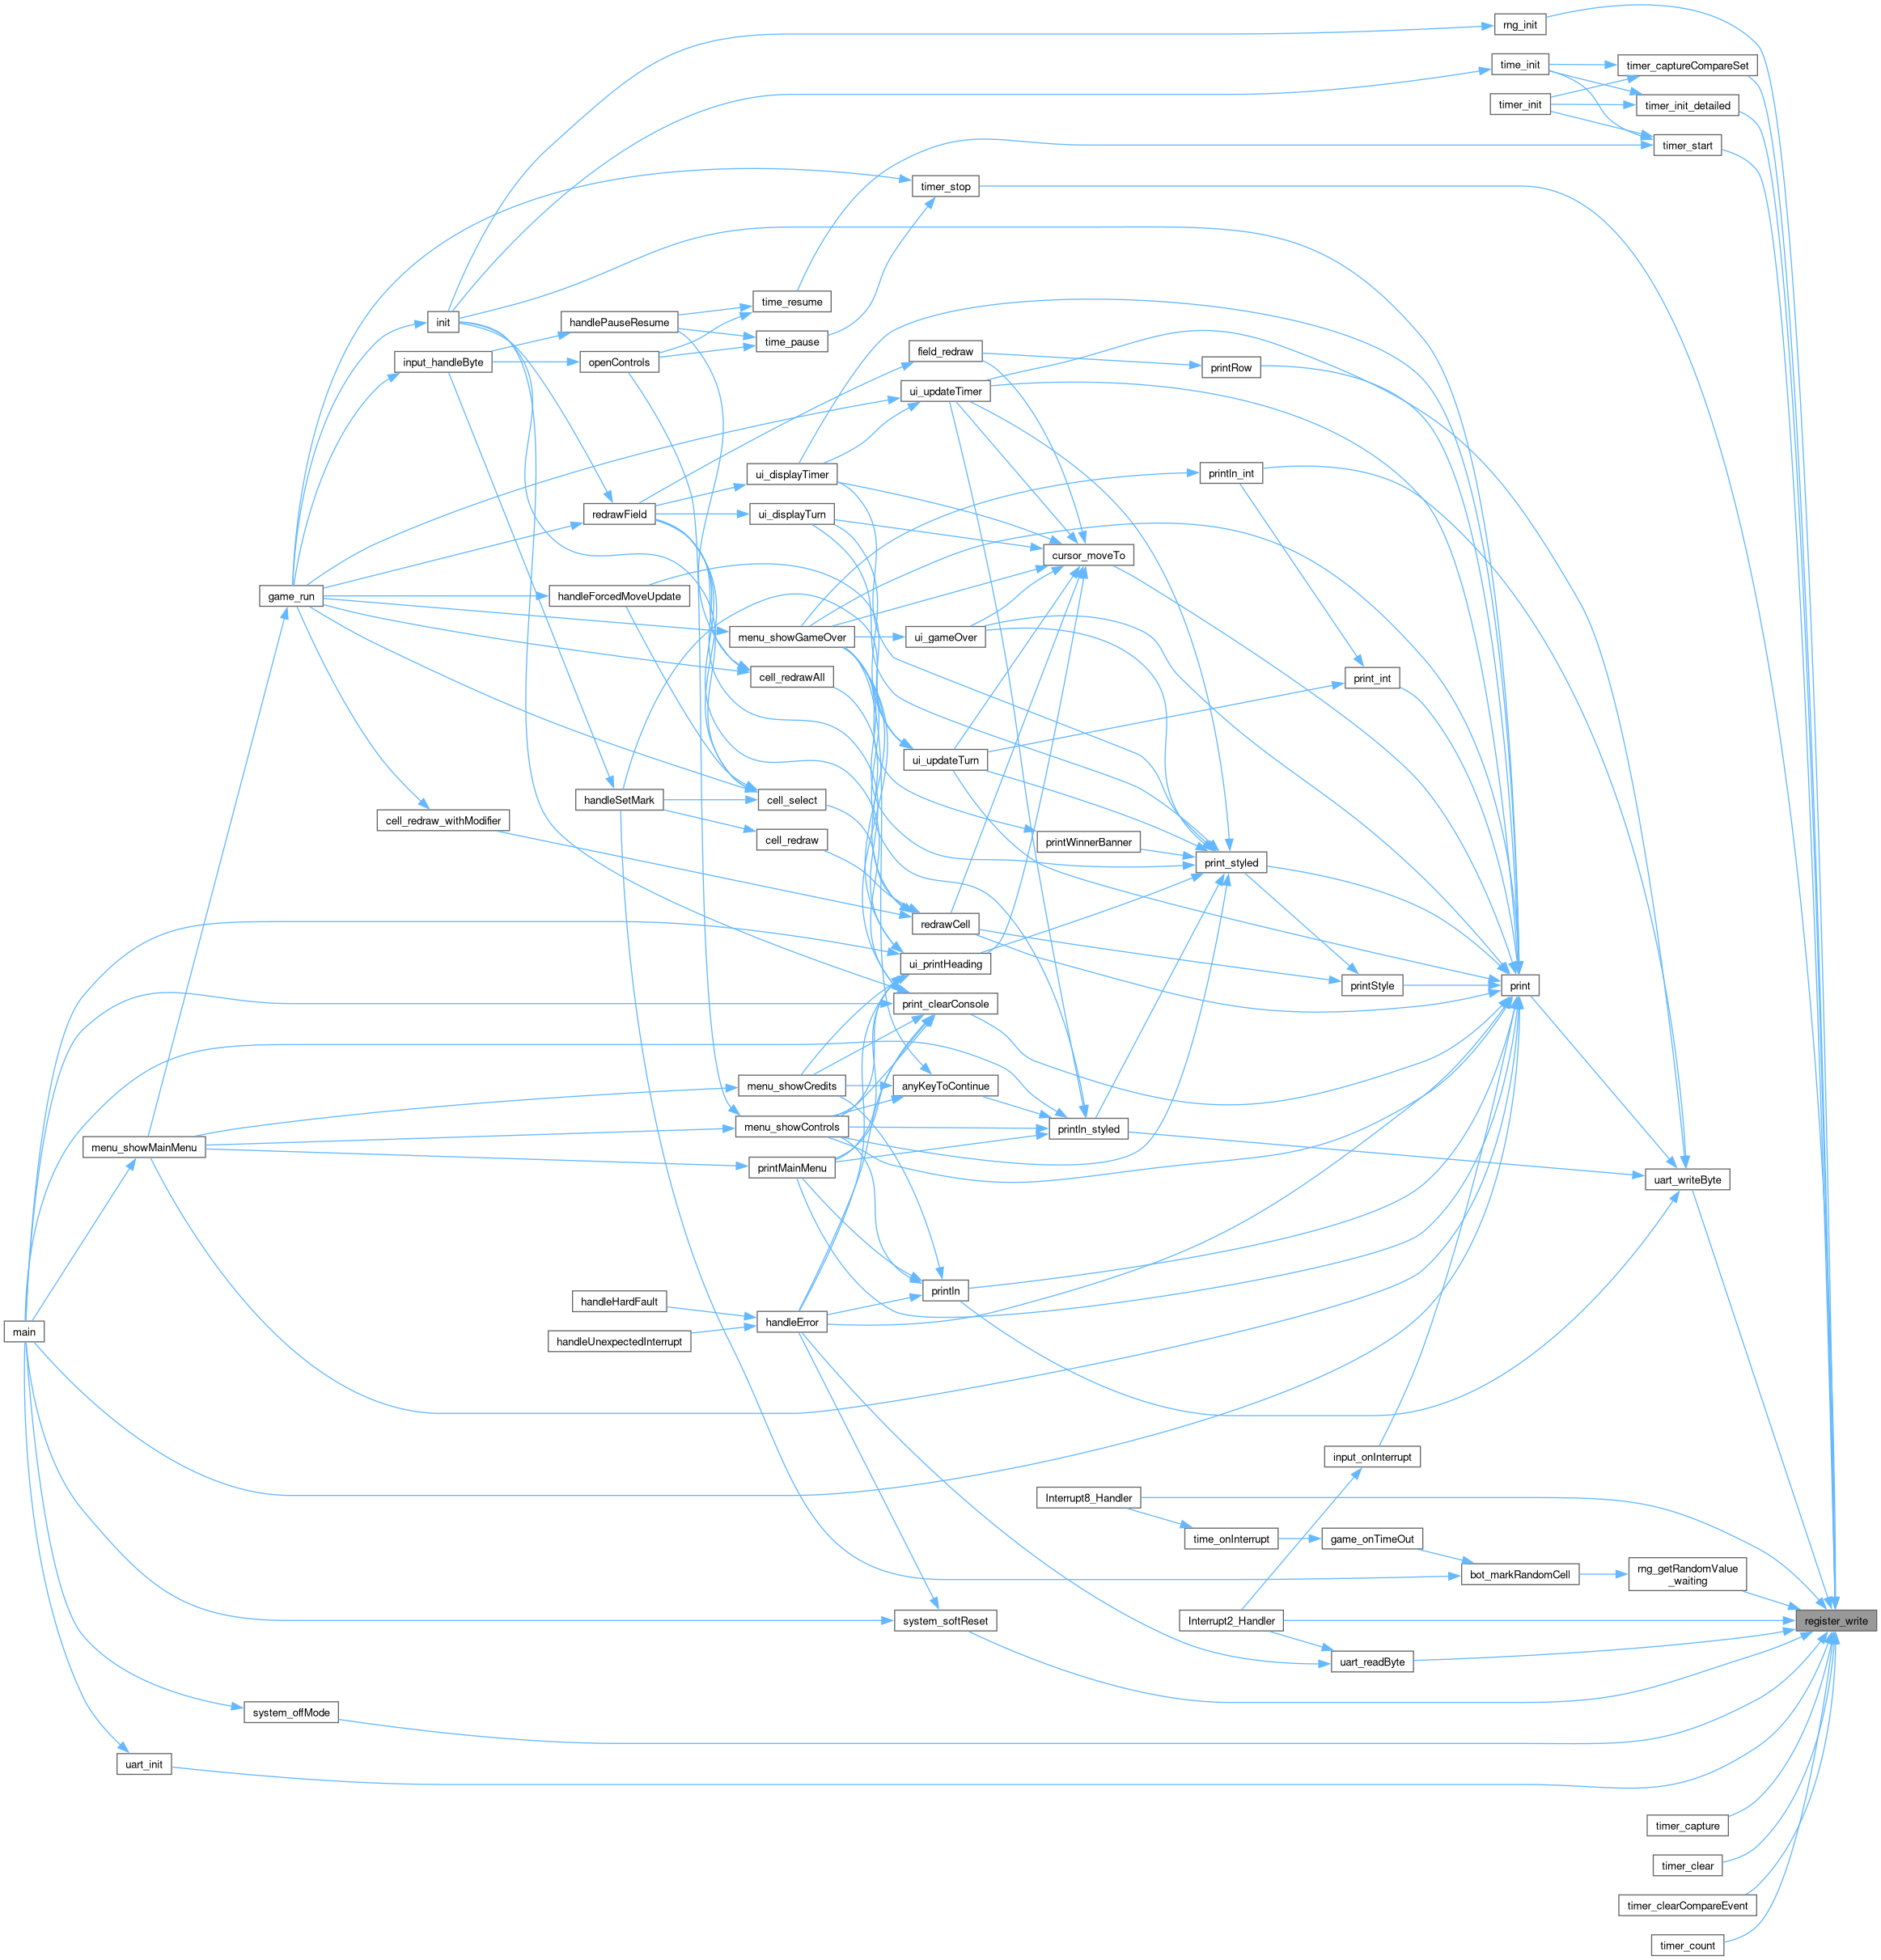 rng_init
time_init
timer_captureCompareSet
timer_init
timer_init_detailed
timer_start
timer_stop
time_resume
init
handlePauseResume
time_pause
input_handleByte
openControls
field_redraw
printRow
ui_updateTimer
ui_displayTimer
println_int
redrawField
ui_displayTurn
cursor_moveTo
game_run
handleForcedMoveUpdate
menu_showGameOver
ui_gameOver
cell_redrawAll
print_int
ui_updateTurn
handleSetMark
cell_select
cell_redraw_withModifier
cell_redraw
printWinnerBanner
print_styled
redrawCell
ui_printHeading
printStyle
print
print_clearConsole
menu_showCredits
anyKeyToContinue
menu_showControls
println_styled
menu_showMainMenu
printMainMenu
uart_writeByte
println
handleHardFault
handleError
main
handleUnexpectedInterrupt
input_onInterrupt
Interrupt8_Handler
time_onInterrupt
game_onTimeOut
bot_markRandomCell
rng_getRandomValue
_waiting
system_softReset
Interrupt2_Handler
register_write
uart_readByte
system_offMode
uart_init
timer_capture
timer_clear
timer_clearCompareEvent
timer_count